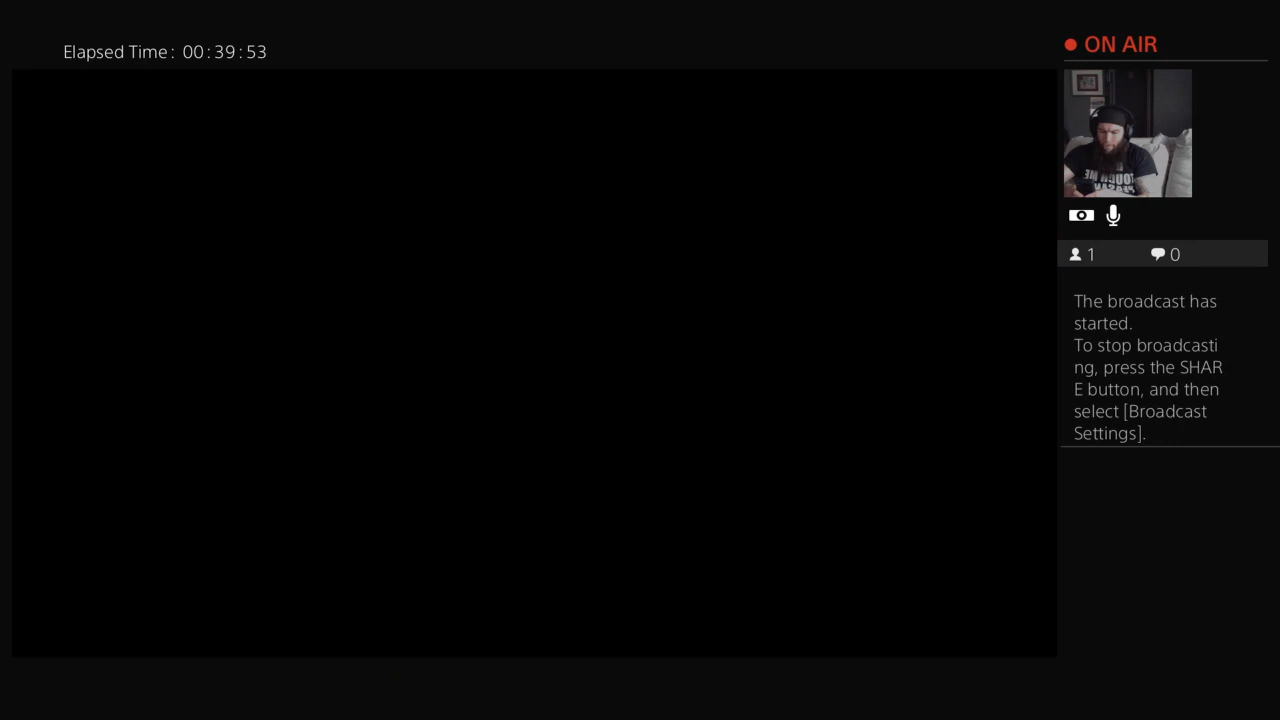 Elapsed Time: 00:39:53
ON AIR
1 0
The broadcast has
started.
To stop broadcasti
ng, press the SHAR
E button, and then
select [Broadcast
Settings].